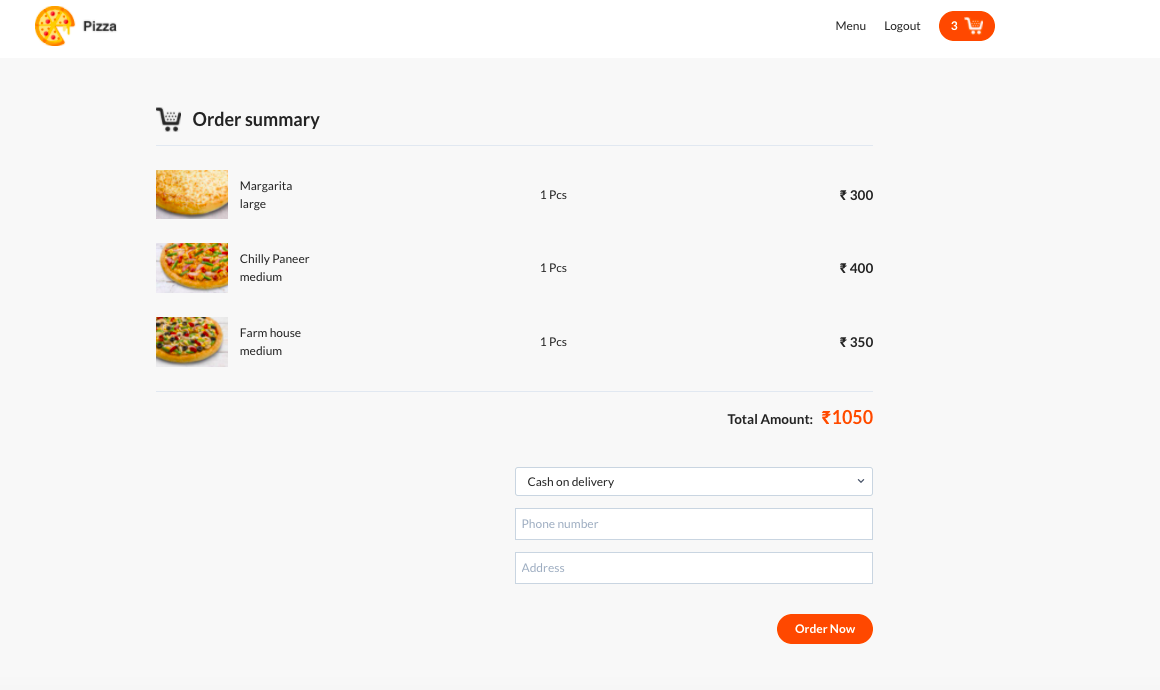 Pizza
Menu Logout 3
Order summary
Margarita
large
1 Pcs
₹ 300
Chilly Paneer
medium
1 Pcs
₹ 400
Farm house
medium
1 Pcs
₹ 350
Total Amount: ₹1050
Cash on delivery
Phone number
Address
Order Now